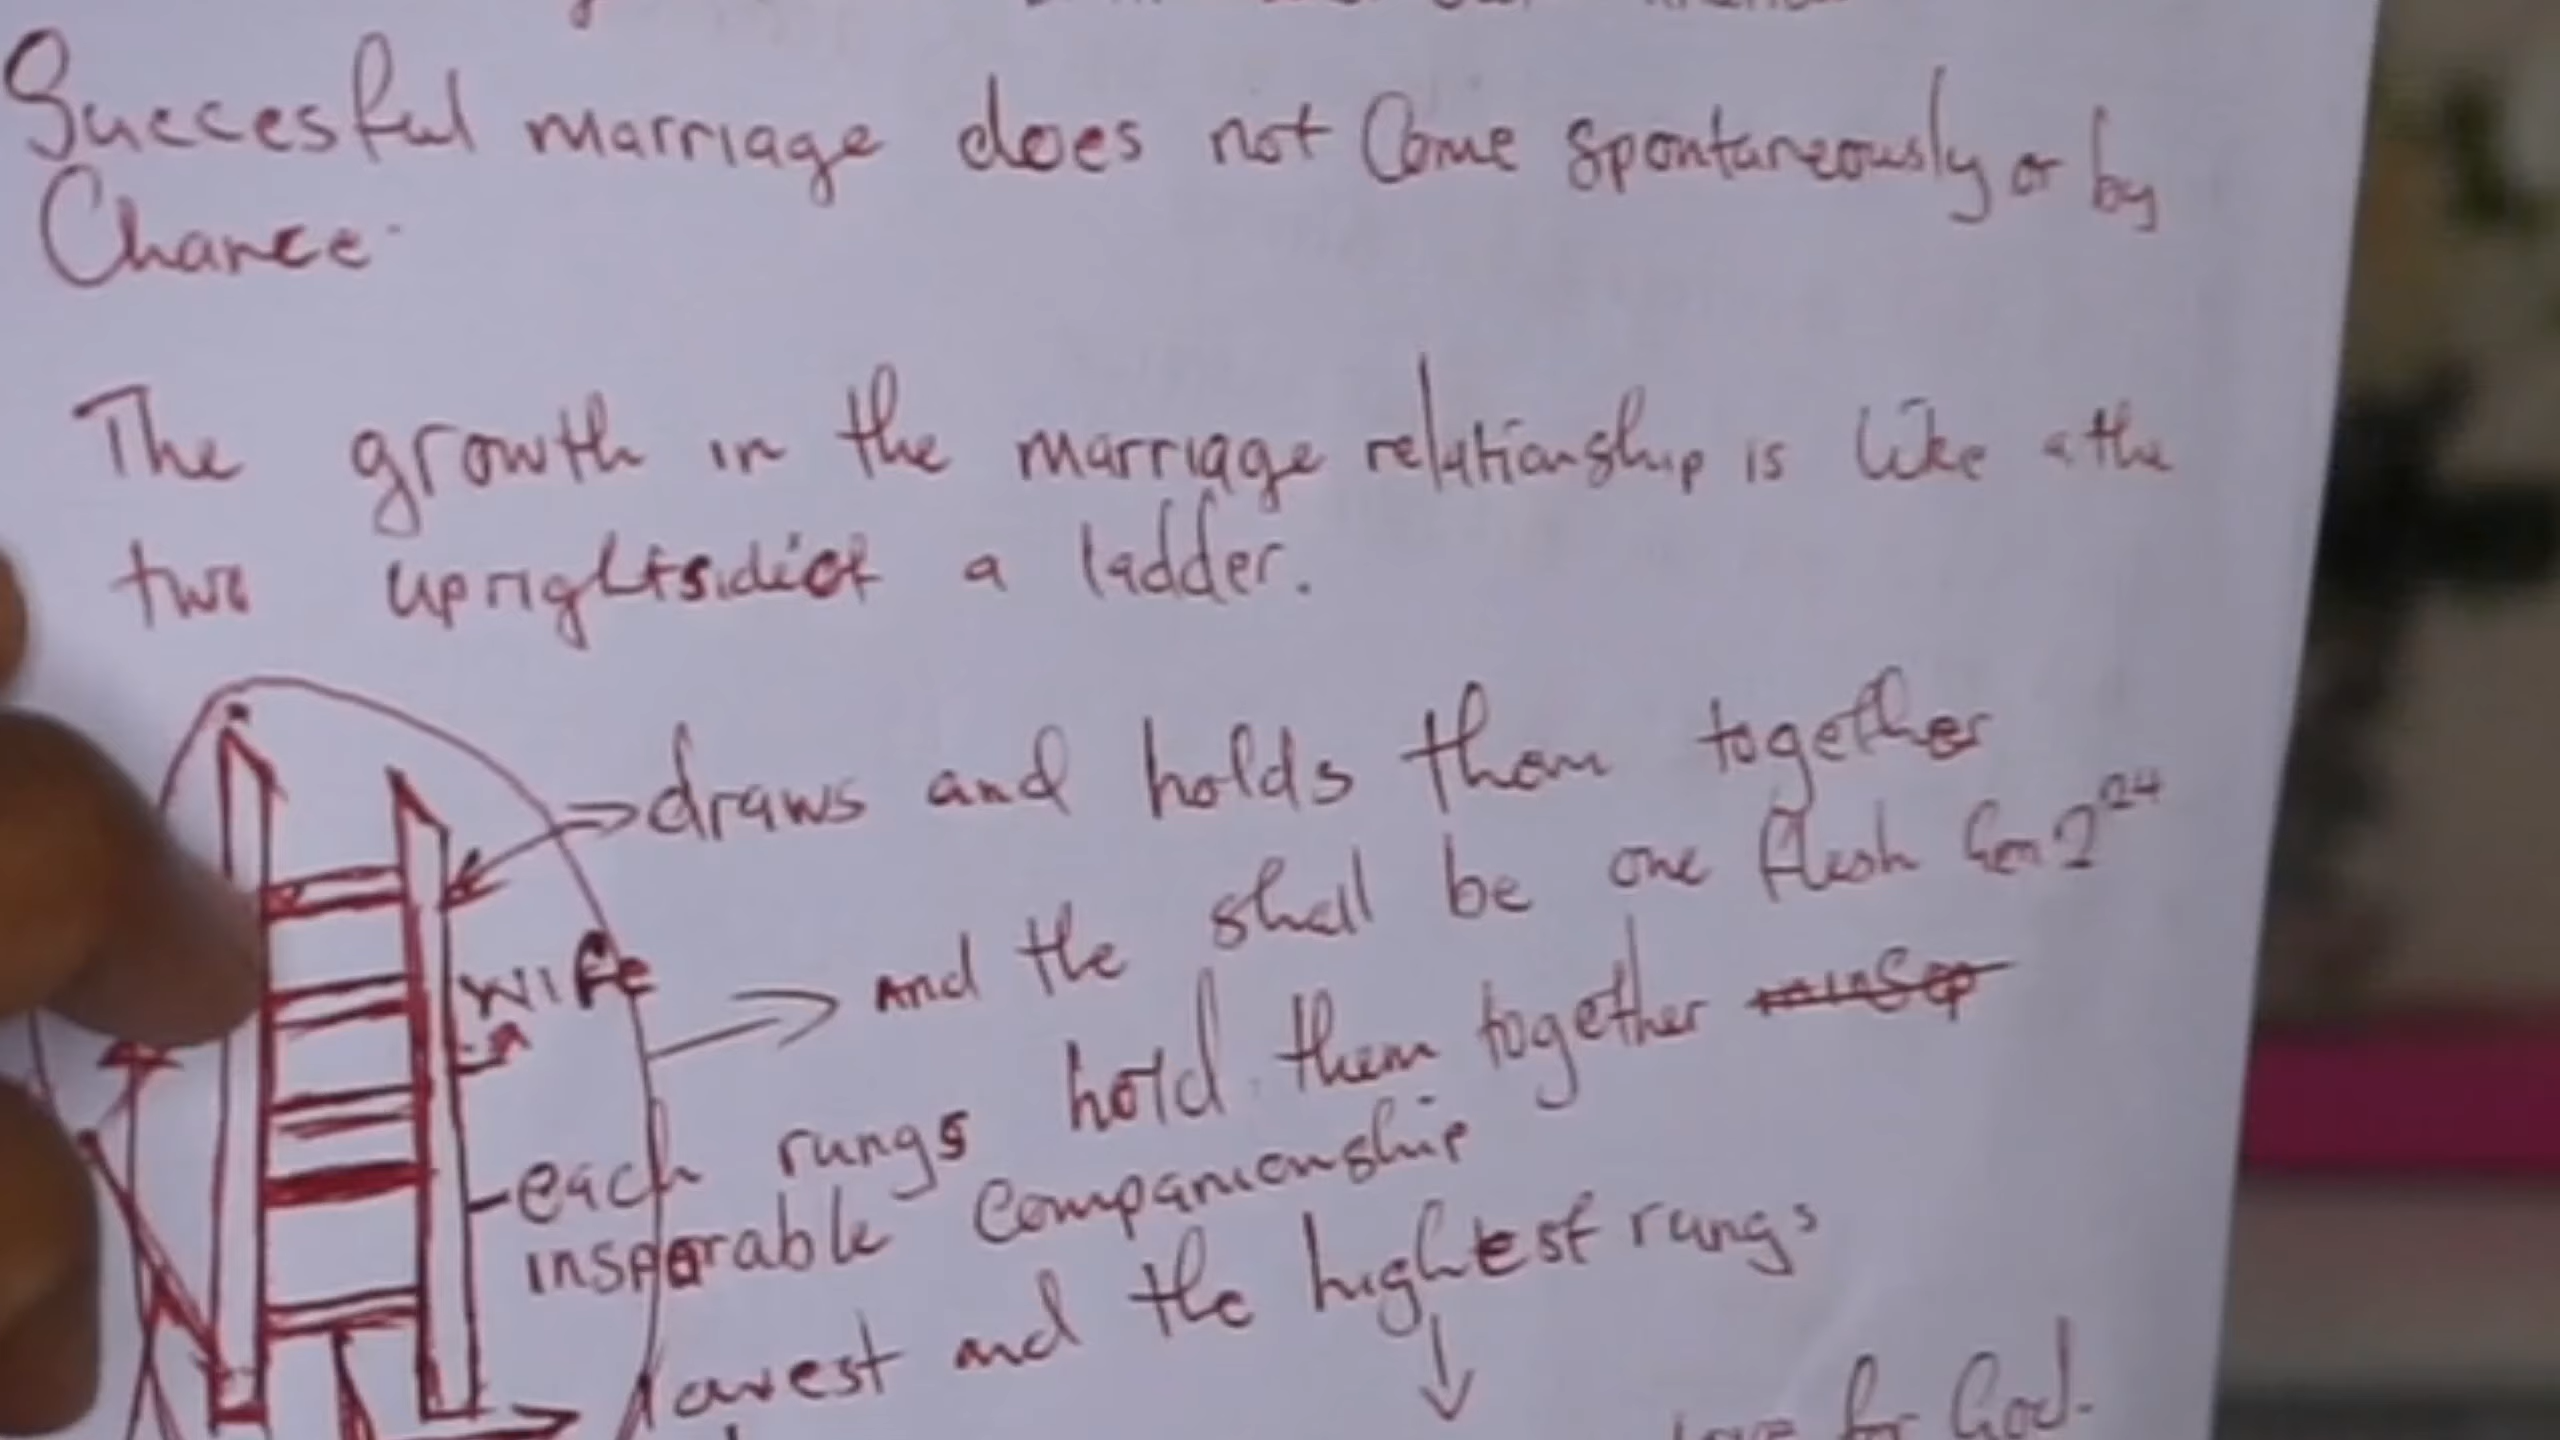 Succesful marriage does not Come spontaneously or by
Chance
The growth in the marriage relationship is like a the
two a ladder.
draws and holds them together
and the shall be one flesh Gen 2 24
wife
each rungs hold them together
insparable Companionship
lowest and the highest rungs
love for God.